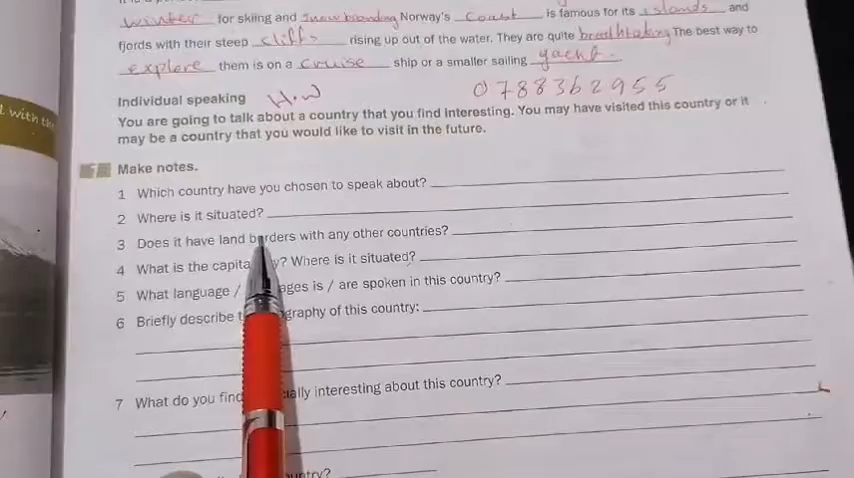 winter for skiing and snowboarding Norway's coast is famous for its islands and
fjords with their steep cliffs rising up out of the water. They are quite breathtaking The best way to
explore them is on a cruise ship or a smaller sailing yacht.
Individual speaking H.W 0788362955
You are going to talk about a country that you find interesting. You may have visited this country or it
may be a country that you would like to visit in the future.
Make notes.
1 Which country have you chosen to speak about?
2 Where is it situated?
3 Does it have land borders with any other countries?
4 What is the capita y? Where is it situated?
5 What language / ages is / are spoken in this country?
6 Briefly describe t graphy of this country:
7 What do you find ially interesting about this country?
untry?
l with the